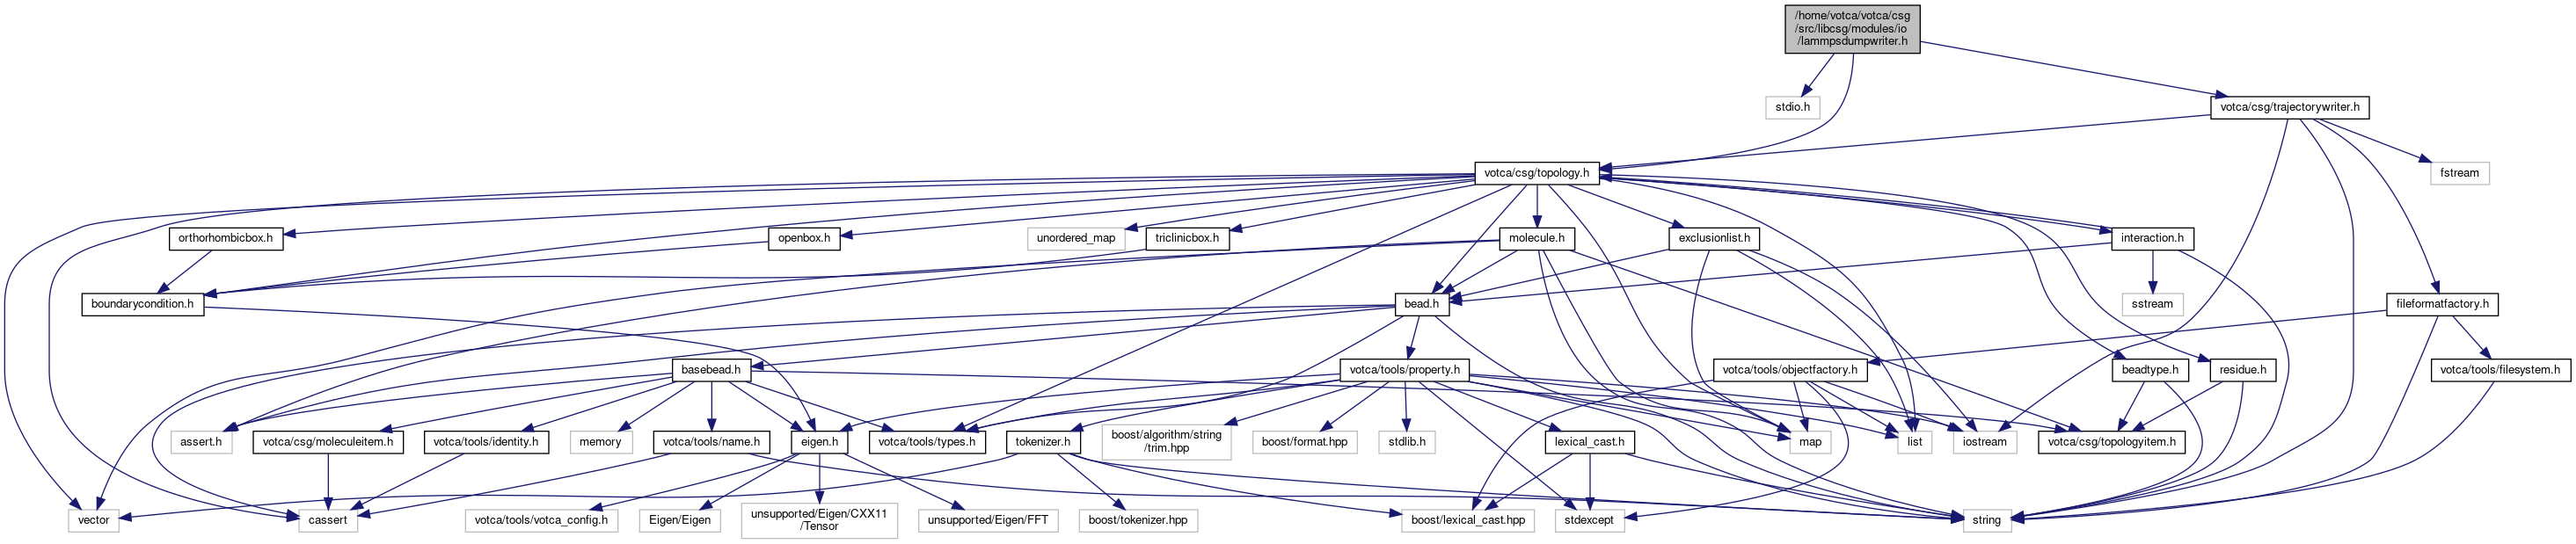 /home/votca/votca/csg
/src/libcsg/modules/io
/lammpsdumpwriter.h
stdio.h
votca/csg/trajectorywriter.h
votca/csg/topology.h
fstream
orthorhombicbox.h
openbox.h
unordered_map
triclinicbox.h
molecule.h
exclusionlist.h
interaction.h
boundarycondition.h
bead.h
sstream
fileformatfactory.h
basebead.h
votca/tools/property.h
votca/tools/objectfactory.h
beadtype.h
residue.h
votca/tools/filesystem.h
assert.h
votca/csg/moleculeitem.h
votca/tools/identity.h
memory
votca/tools/name.h
eigen.h
votca/tools/types.h
tokenizer.h
boost/algorithm/string
/trim.hpp
boost/format.hpp
stdlib.h
lexical_cast.h
map
list
iostream
votca/csg/topologyitem.h
vector
cassert
votca/tools/votca_config.h
Eigen/Eigen
unsupported/Eigen/CXX11
/Tensor
unsupported/Eigen/FFT
boost/tokenizer.hpp
boost/lexical_cast.hpp
stdexcept
string